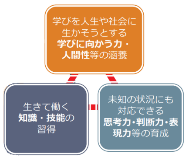 学びを人生や社会に
生かそうとする
学びに向かう力・
人間性等の涵養
生きて働く
知識・技能の
習得
未知の状況にも
対応できる
思考力・判断力・表
現力等の育成